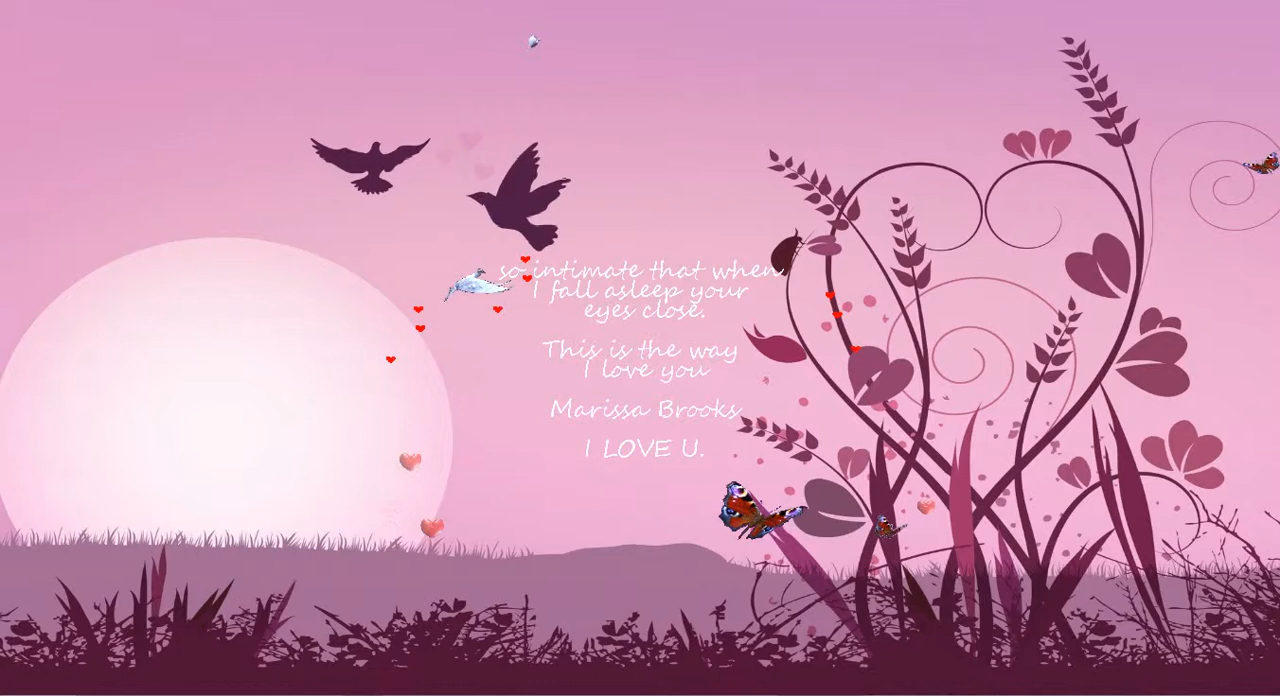 so intimate that when
I fall asleep your
eyes close.
This is the way
I love you
Marissa Brooks
I LOVE U.